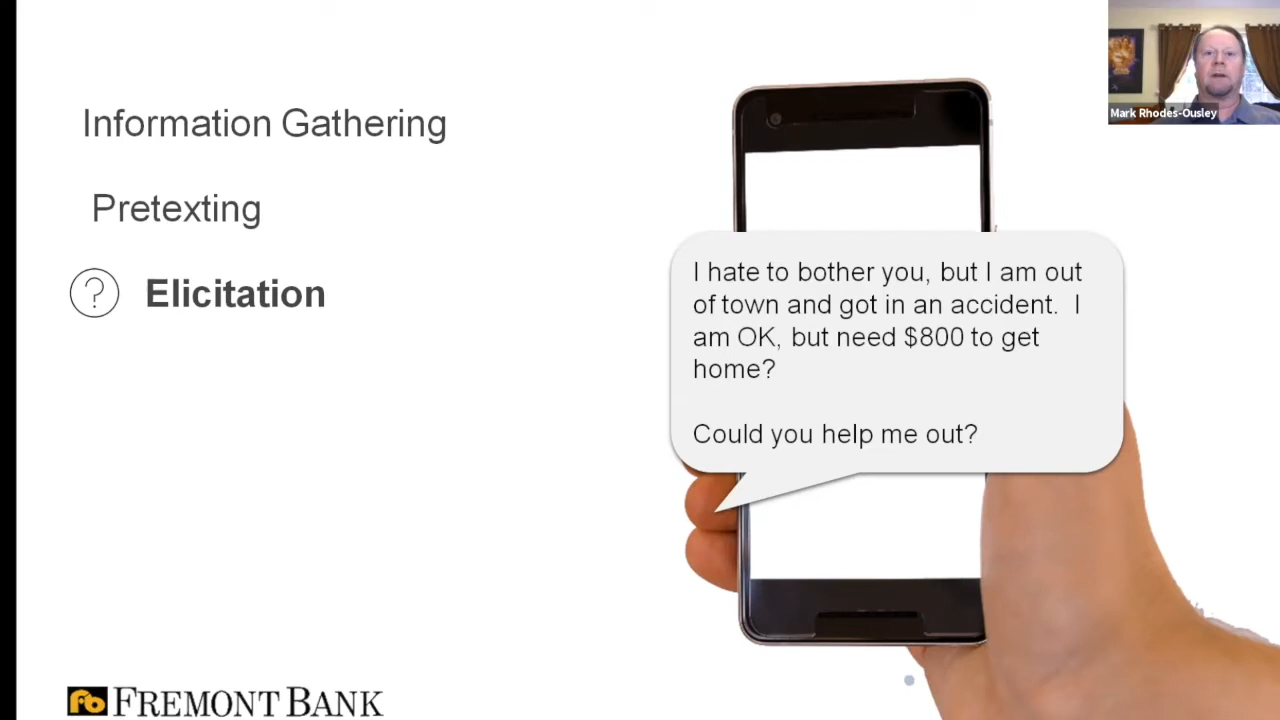 Information Gathering
Pretexting
? Elicitation
I hate to bother you, but I am out
of town and got in an accident.  I
am OK, but need $800 to get
home?
Could you help me out?
Mark Rhodes-Ousley
fb FREMONT BANK